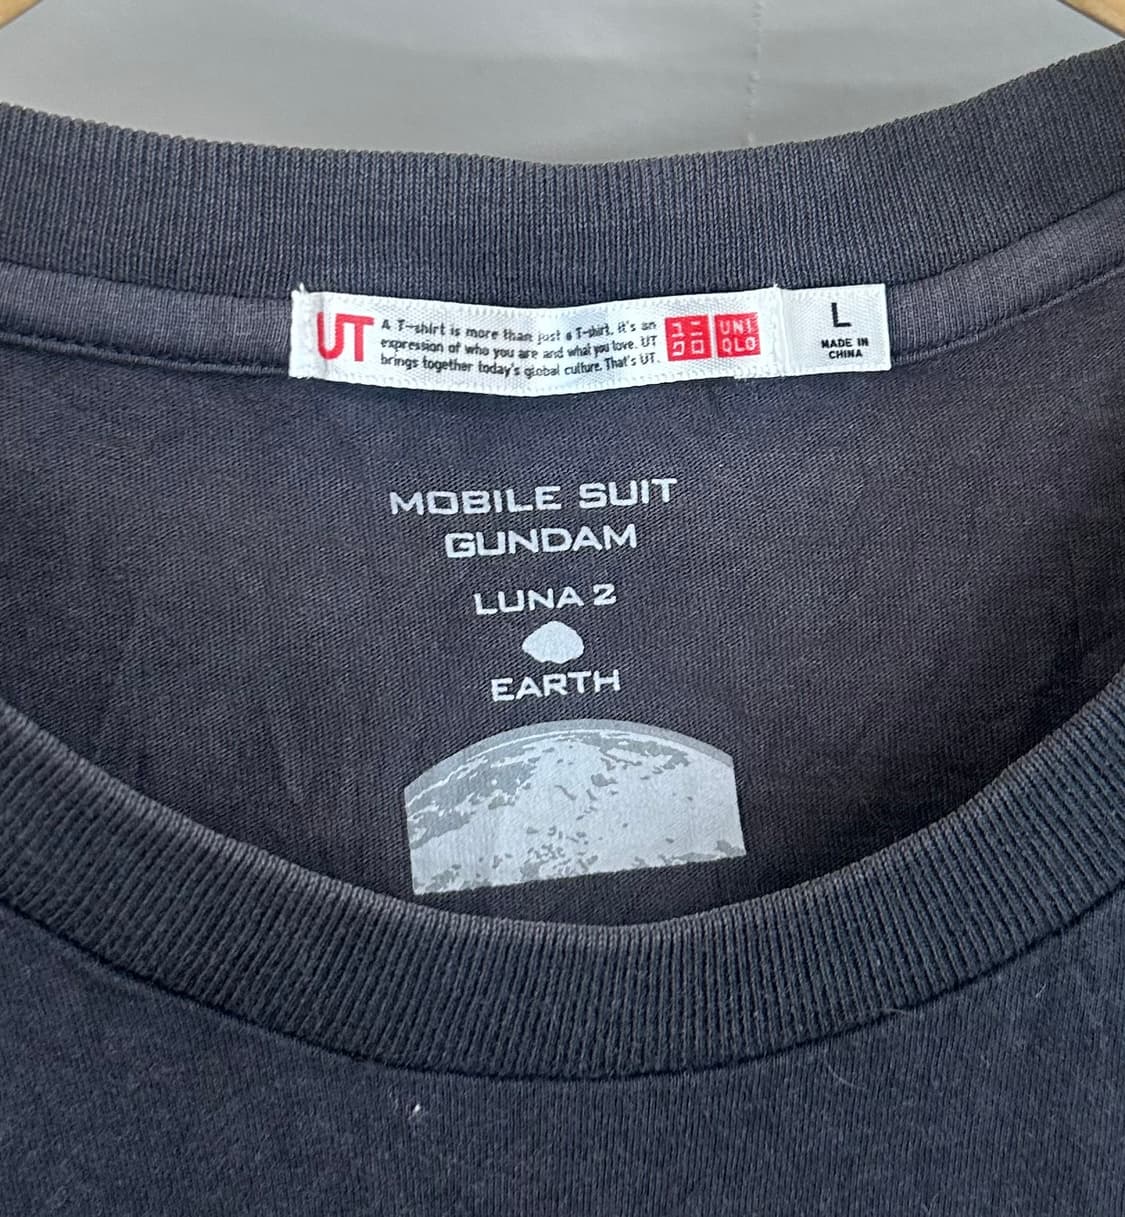 UT
A T-shirt is more than just a T-shirt. It's an
expression of who you are and what you love. UT
brings together today's global culture. That's UT.
ユニ
クロ
UNI
QLO
L
MADE IN
CHINA
MOBILE SUIT
GUNDAM
LUNA 2
EARTH